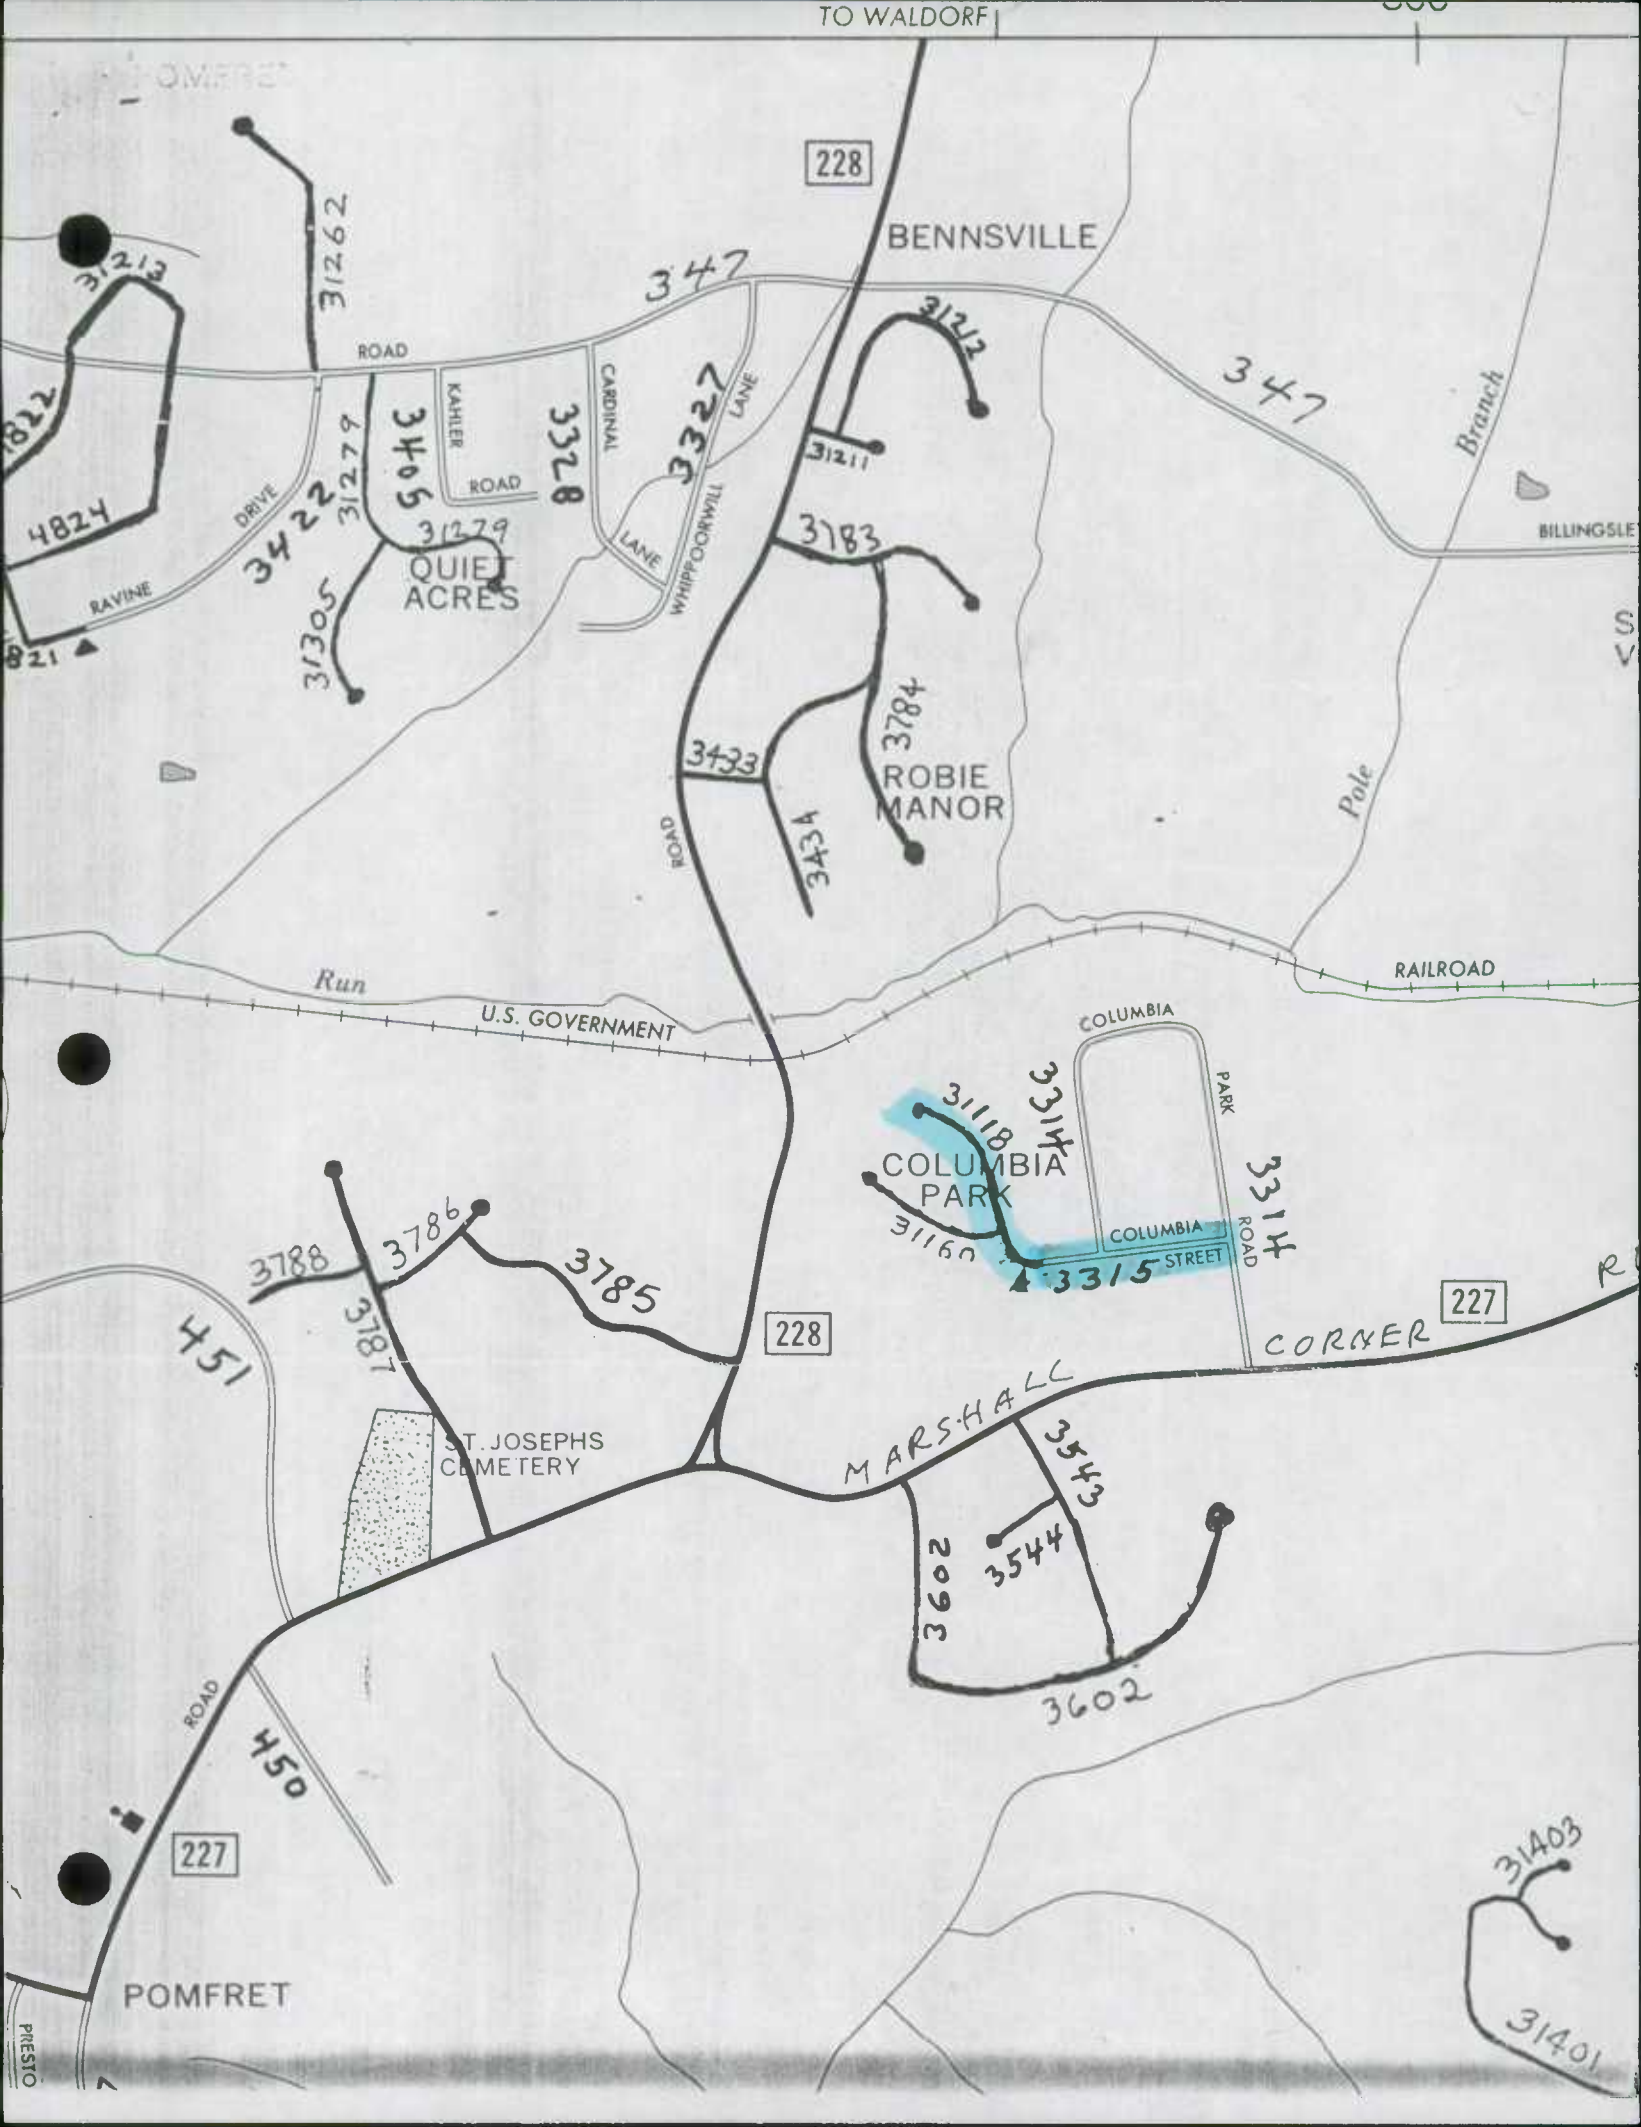 TO WALDORF
228
BENNSVILLE
31262
31213
347
31212
ROAD
KAHLER
CARDINAL
3327
LANE
347
Branch
31279
3405
3328
31211
ROAD
4824
DRIVE
3422
31279
3783
LANE
WHIPPOORWILL
BILLINGSLE
QUIET
ACRES
RAVINE
31305
821
3784
3433
ROBIE
MANOR
Pole
3434
ROAD
RAILROAD
Run
U.S. GOVERNMENT
COLUMBIA
3314
PARK
31118
COLUMBIA
PARK
3314
31160
COLUMBIA
ROAD
STREET
3315
3786
3788
3785
3787
451
228
227
CORNER
MARSHALL
ST. JOSEPHS
CEMETERY
3543
3602
3544
3602
ROAD
450
227
31403
POMFRET
PRESTO
31401